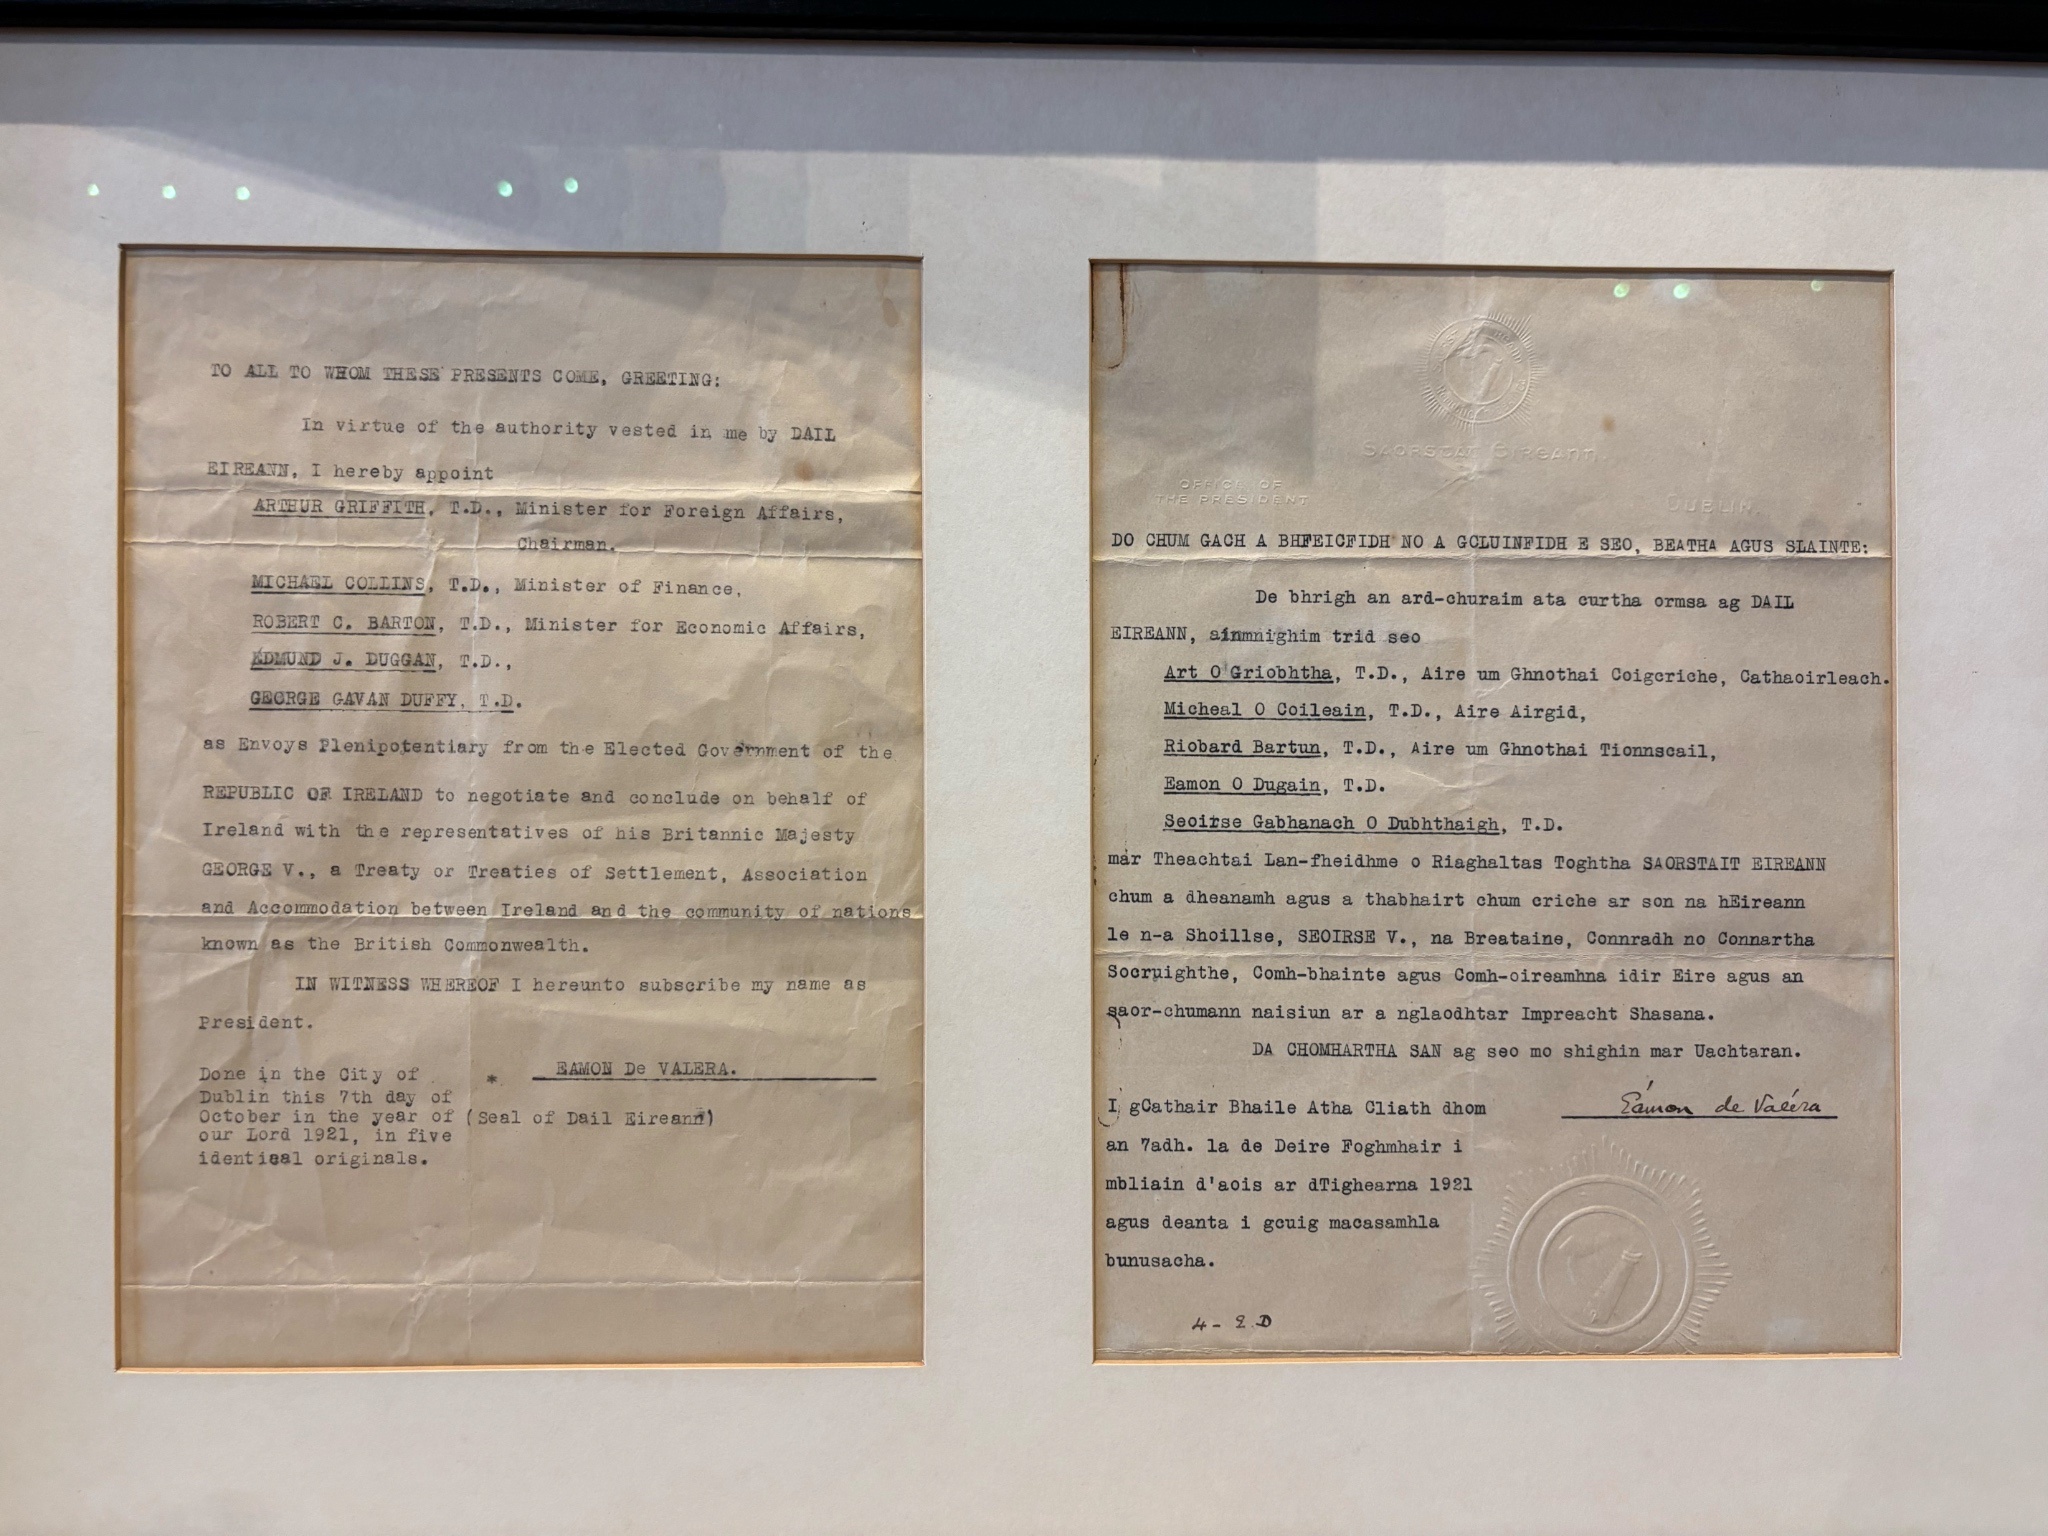 TO ALL TO WHOM THESE PRESENTS COME, GREETING:
In virtue of the authority vested in me by DAIL
EIREANN, I hereby appoint
ARTHUR GRIFFITH, T.D., Minister for Foreign Affairs,
Chairman.
MICHAEL COLLINS, T.D., Minister of Finance,
ROBERT C. BARTON, T.D., Minister for Economic Affairs,
EDMUND J. DUGGAN, T.D.,
GEORGE GAVAN DUFFY, T.D.
as Envoys Plenipotentiary from the Elected Government of the
REPUBLIC OF IRELAND to negotiate and conclude on behalf of
Ireland with the representatives of his Britannic Majesty
GEORGE V., a Treaty or Treaties of Settlement, Association
and Accommodation between Ireland and the community of nations
known as the British Commonwealth.
IN WITNESS WHEREOF I hereunto subscribe my name as
President.
* EAMON De VALERA.
Done in the City of
Dublin this 7th day of
October in the year of (Seal of Dail Eireann)
our Lord 1921, in five
identical originals.
SAORSTAT EIREANN.
OFFICE OF
THE PRESIDENT
DUBLIN.
DO CHUM GACH A BHFEICFIDH NO A GCLUINFIDH E SEO, BEATHA AGUS SLAINTE:
De bhrigh an ard-churaim ata curtha ormsa ag DAIL
EIREANN, ainmnighim trid seo
Art O'Griobhtha, T.D., Aire um Ghnothai Coigcriche, Cathaoirleach.
Micheal O Coileain, T.D., Aire Airgid,
Riobard Bartun, T.D., Aire um Ghnothai Tionnscail,
Eamon O Dugain, T.D.
Seoirse Gabhanach O Dubhthaigh, T.D.
mar Theachtai Lan-fheidhme o Riaghaltas Toghtha SAORSTAIT EIREANN
chum a dheanamh agus a thabhairt chum criche ar son na hEireann
le n-a Shoillse, SEOIRSE V., na Breataine, Connradh no Connartha
Socruighthe, Comh-bhainte agus Comh-oireamhna idir Eire agus an
saor-chumann naisiun ar a nglaodhtar Impreacht Shasana.
DA CHOMHARTHA SAN ag seo mo shighin mar Uachtaran.
Éamon de Valéra
I gCathair Bhaile Atha Cliath dhom
an 7adh. la de Deire Foghmhair i
mbliain d'aois ar dTighearna 1921
agus deanta i gcuig macasamhla
bunusacha.